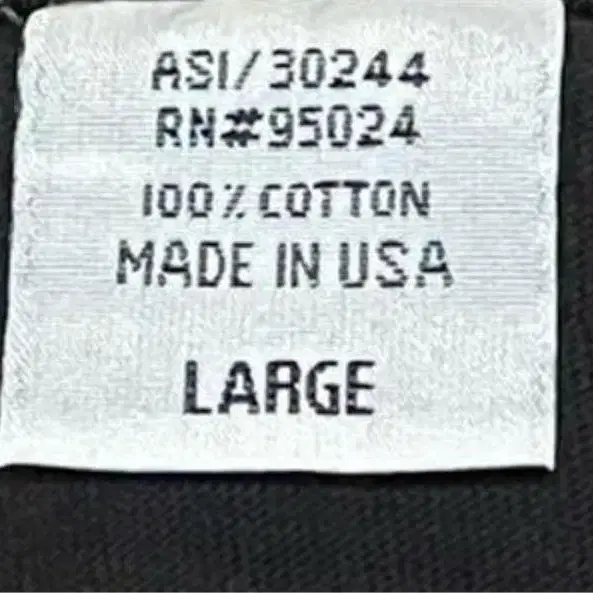 ASI/30244
RN#95024
100% COTTON
MADE IN USA
LARGE